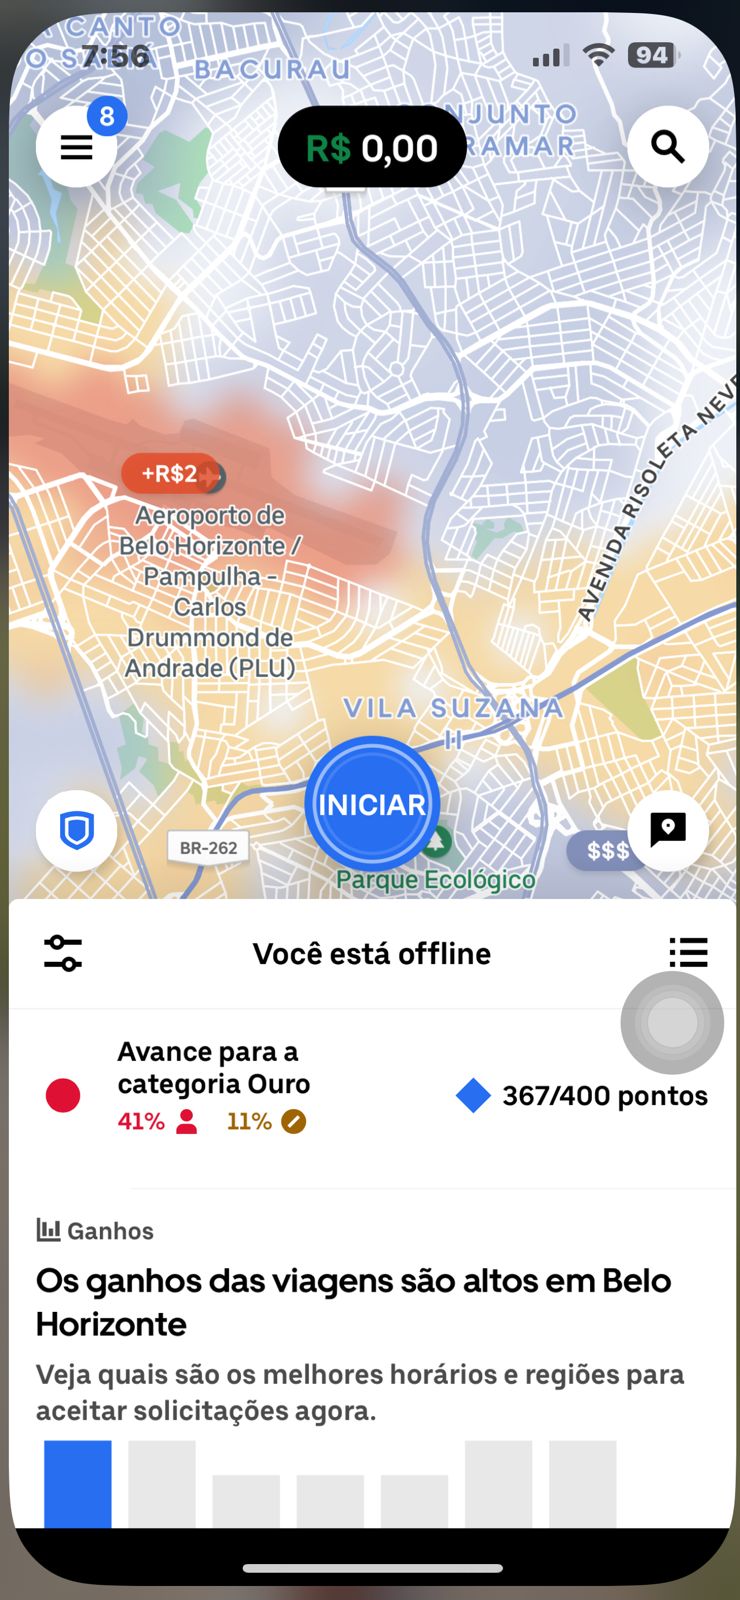 CANTO
7:56
BACURAU
94
8
R$ 0,00
NJUNTO
RAMAR
AVENIDA RISOLETA NEVE
+R$2
Aeroporto de
Belo Horizonte /
Pampulha -
Carlos
Drummond de
Andrade (PLU)
VILA SUZANA
II
INICIAR
BR-262
$$$
Parque Ecológico
Você está offline
Avance para a
categoria Ouro
41% 11%
367/400 pontos
Ganhos
Os ganhos das viagens são altos em Belo
Horizonte
Veja quais são os melhores horários e regiões para
aceitar solicitações agora.